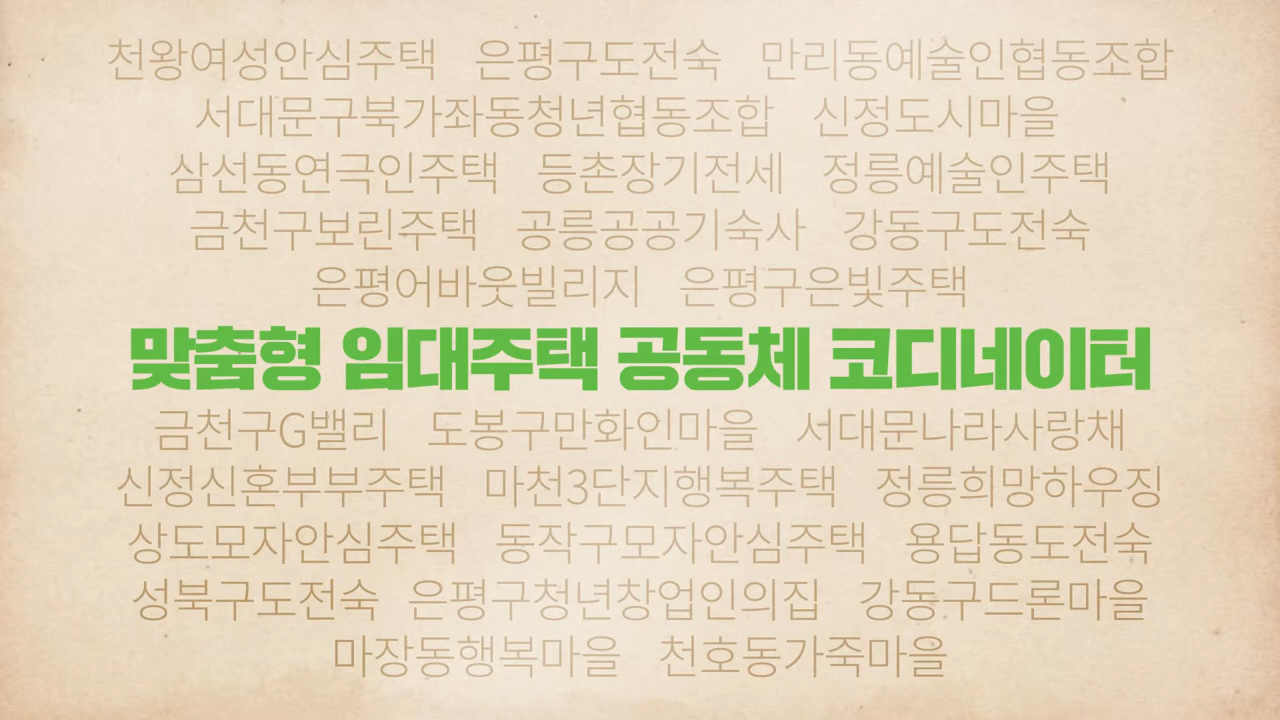 천왕여성안심주택 은평구도전숙 만리동예술인협동조합
서대문구북가좌동청년협동조합 신정도시마을
삼선동연극인주택 등촌장기전세 정릉예술인주택
금천구보린주택 공릉공공기숙사 강동구도전숙
은평어바웃빌리지 은평구은빛주택
맞춤형 임대주택 공동체 코디네이터
금천구G밸리 도봉구만화인마을 서대문나라사랑채
신정신혼부부주택 마천3단지행복주택 정릉희망하우징
상도모자안심주택 동작구모자안심주택 용답동도전숙
성북구도전숙 은평구청년창업인의집 강동구드론마을
마장동행복마을 천호동가죽마을